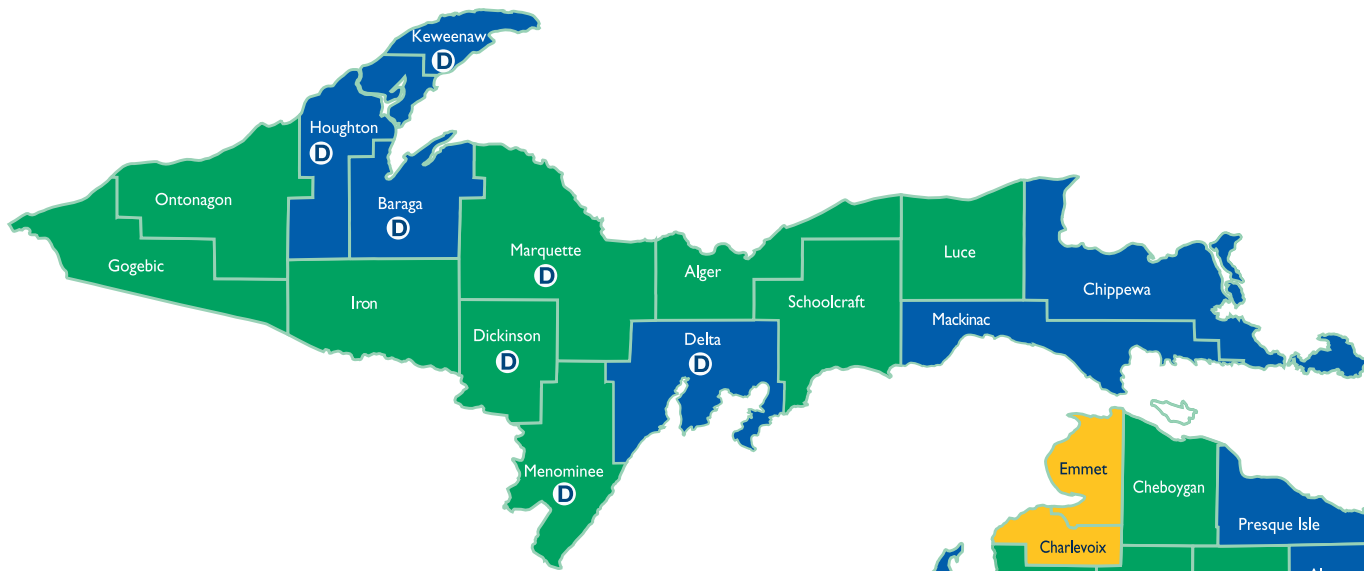 Keweenaw
D
Houghton
D
Baraga
D
Ontonagon
Gogebic
Iron
Marquette
D
Dickinson
D
Menominee
D
Alger
Delta
D
Schoolcraft
Luce
Mackinac
Chippewa
Emmet
Charlevoix
Cheboygan
Presque Isle